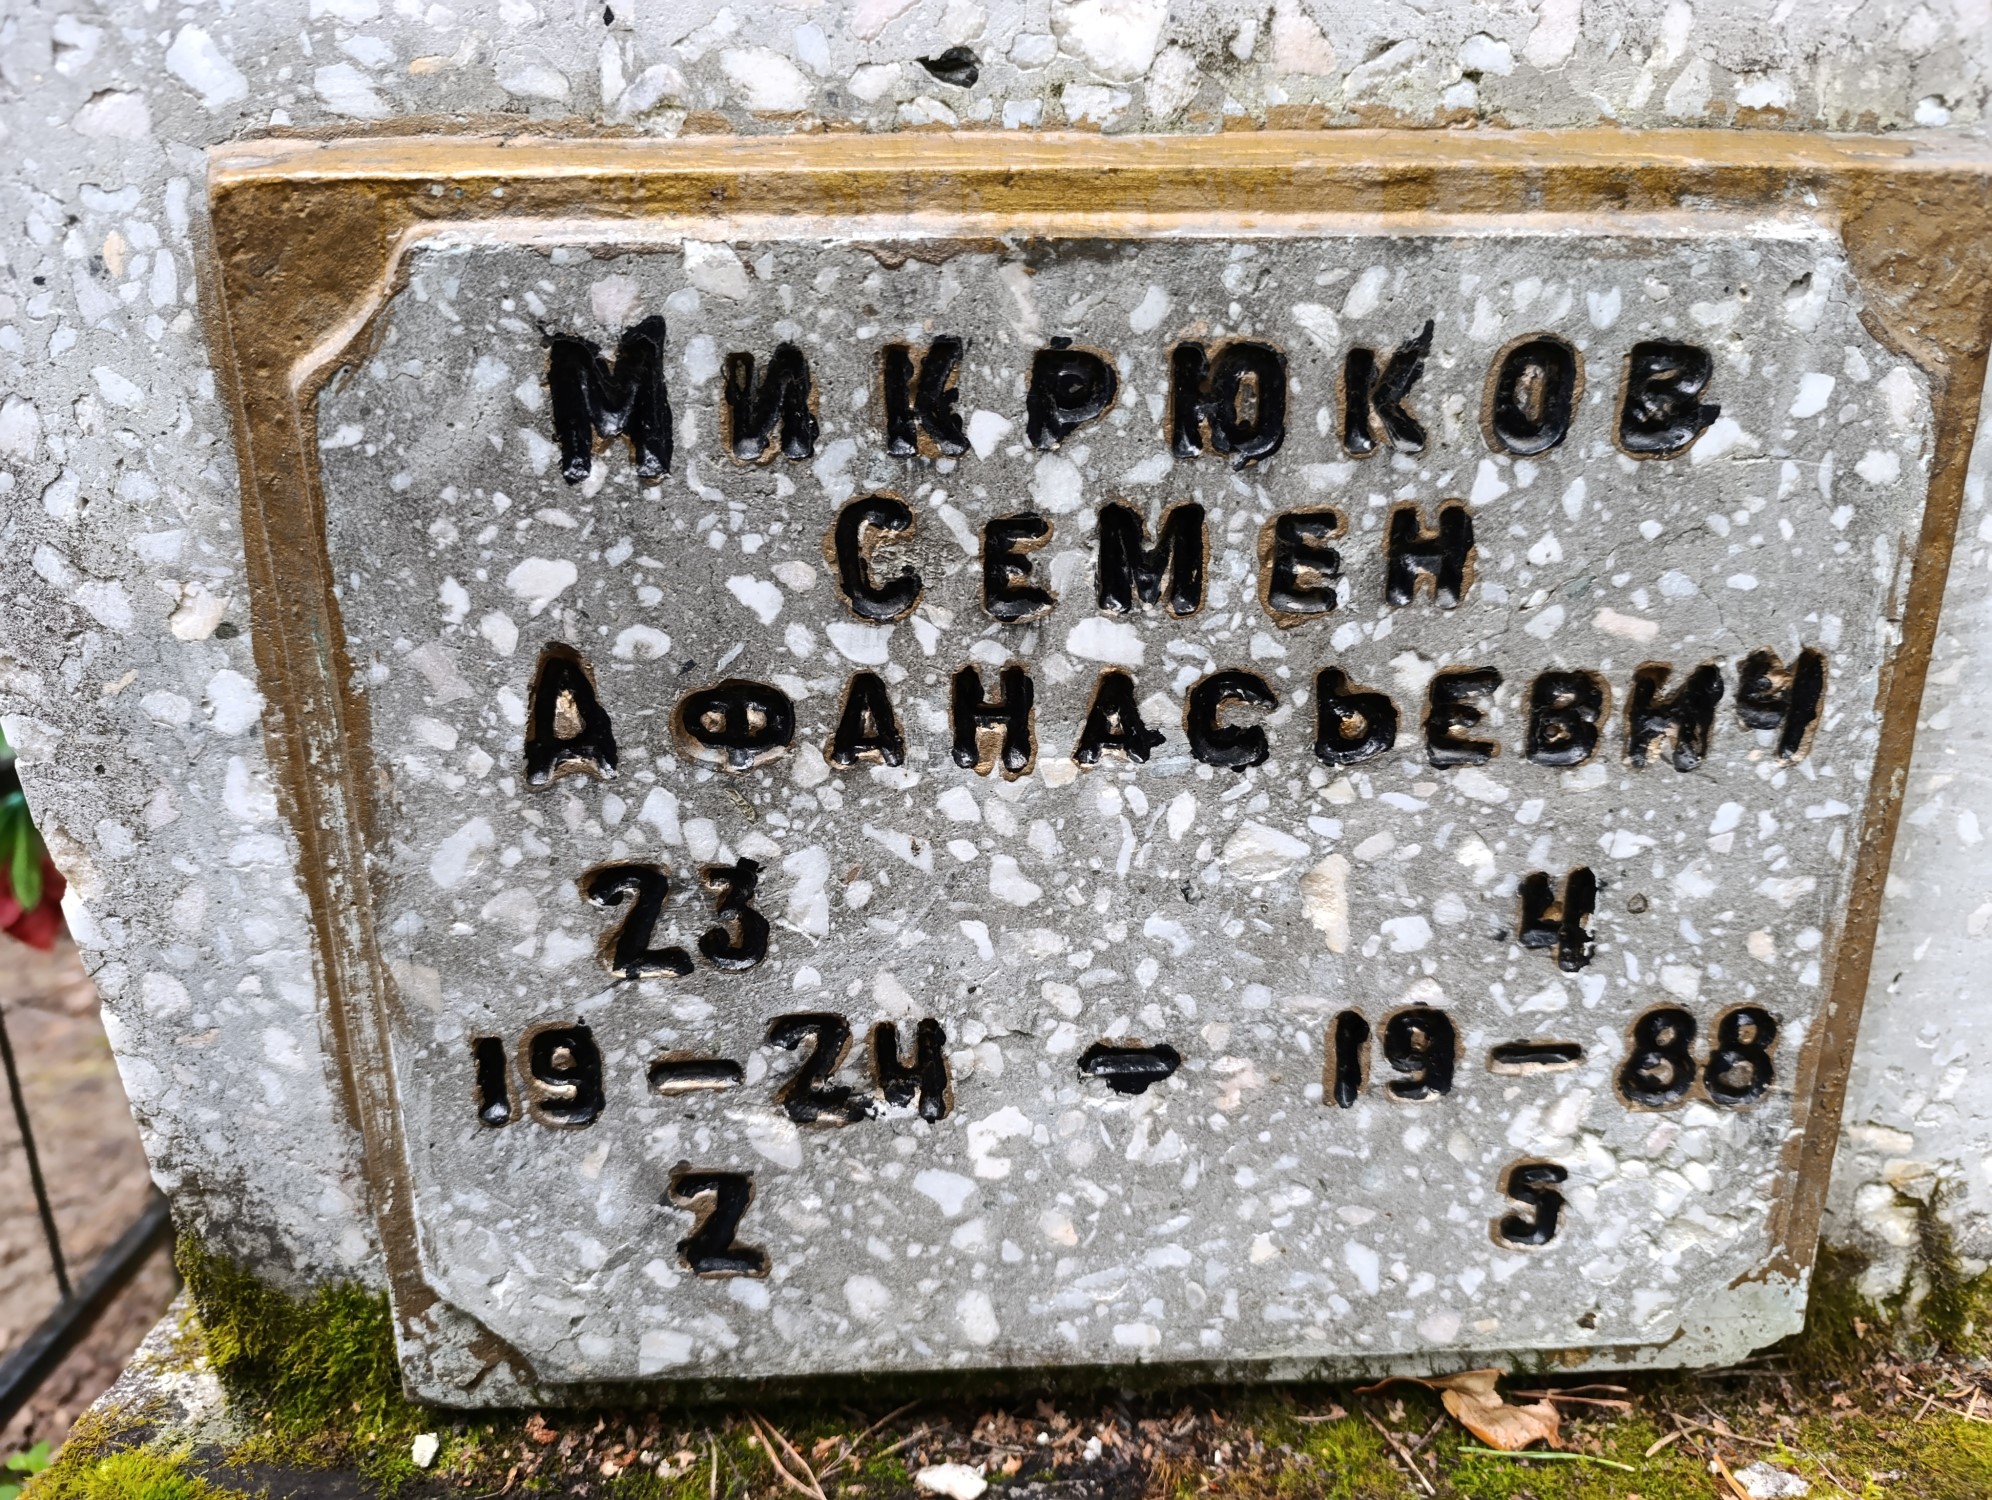 Микрюков
Семен
Афанасьевич
23 4
19 - 24 - 19 - 88
2 5